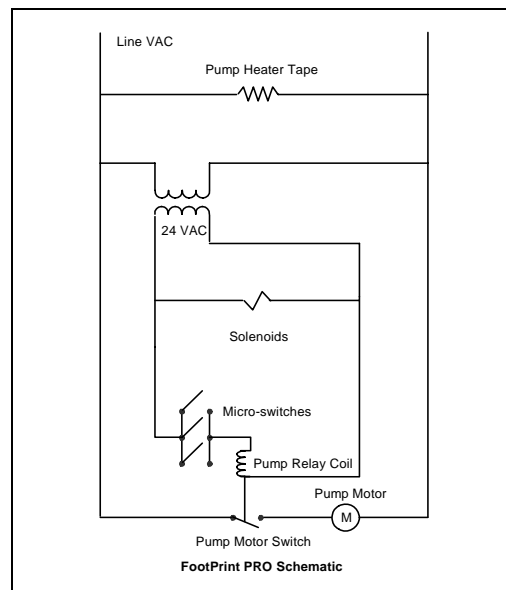 Line VAC
Pump Heater Tape
24 VAC
Solenoids
Micro-switches
Pump Relay Coil
Pump Motor
M
Pump Motor Switch
FootPrint PRO Schematic